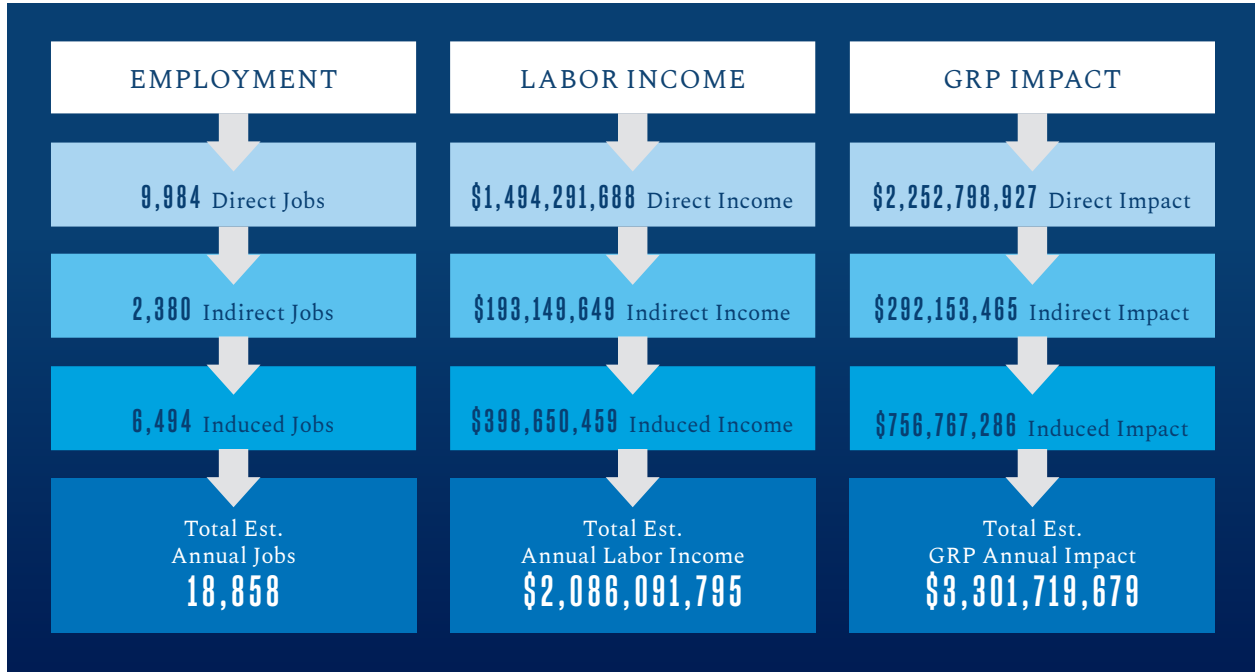 EMPLOYMENT
9,984 Direct Jobs
2,380 Indirect Jobs
6,494 Induced Jobs
Total Est.
Annual Jobs
18,858
LABOR INCOME
$1,494,291,688 Direct Income
$193,149,649 Indirect Income
$398,650,459 Induced Income
Total Est.
Annual Labor Income
$2,086,091,795
GRP IMPACT
$2,252,798,927 Direct Impact
$292,153,465 Indirect Impact
$756,767,286 Induced Impact
Total Est.
GRP Annual Impact
$3,301,719,679